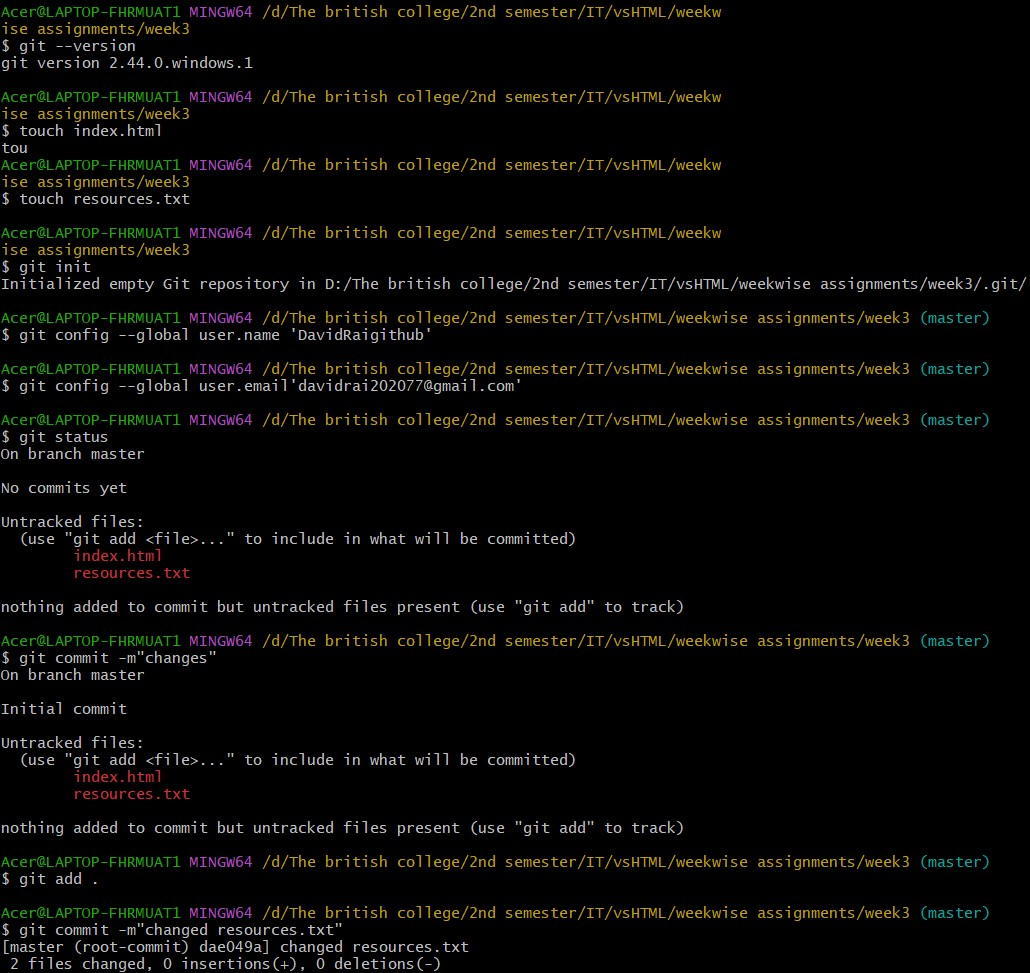 Acer@LAPTOP-FHRMUAT1 MINGW64 /d/The british college/2nd semester/IT/vsHTML/weekw
ise assignments/week3
$ git --version
git version 2.44.0.windows.1
Acer@LAPTOP-FHRMUAT1 MINGW64 /d/The british college/2nd semester/IT/vsHTML/weekw
ise assignments/week3
$ touch index.html
tou
Acer@LAPTOP-FHRMUAT1 MINGW64 /d/The british college/2nd semester/IT/vsHTML/weekw
ise assignments/week3
$ touch resources.txt
Acer@LAPTOP-FHRMUAT1 MINGW64 /d/The british college/2nd semester/IT/vsHTML/weekw
ise assignments/week3
$ git init
Initialized empty Git repository in D:/The british college/2nd semester/IT/vsHTML/weekwise assignments/week3/.git/
Acer@LAPTOP-FHRMUAT1 MINGW64 /d/The british college/2nd semester/IT/vsHTML/weekwise assignments/week3 (master)
$ git config --global user.name 'DavidRaigithub'
Acer@LAPTOP-FHRMUAT1 MINGW64 /d/The british college/2nd semester/IT/vsHTML/weekwise assignments/week3 (master)
$ git config --global user.email'davidrai202077@gmail.com'
Acer@LAPTOP-FHRMUAT1 MINGW64 /d/The british college/2nd semester/IT/vsHTML/weekwise assignments/week3 (master)
$ git status
On branch master
No commits yet
Untracked files:
  (use "git add <file>..." to include in what will be committed)
        index.html
        resources.txt
nothing added to commit but untracked files present (use "git add" to track)
Acer@LAPTOP-FHRMUAT1 MINGW64 /d/The british college/2nd semester/IT/vsHTML/weekwise assignments/week3 (master)
$ git commit -m"changes"
On branch master
Initial commit
Untracked files:
  (use "git add <file>..." to include in what will be committed)
        index.html
        resources.txt
nothing added to commit but untracked files present (use "git add" to track)
Acer@LAPTOP-FHRMUAT1 MINGW64 /d/The british college/2nd semester/IT/vsHTML/weekwise assignments/week3 (master)
$ git add .
Acer@LAPTOP-FHRMUAT1 MINGW64 /d/The british college/2nd semester/IT/vsHTML/weekwise assignments/week3 (master)
$ git commit -m"changed resources.txt"
[master (root-commit) dae049a] changed resources.txt
 2 files changed, 0 insertions(+), 0 deletions(-)